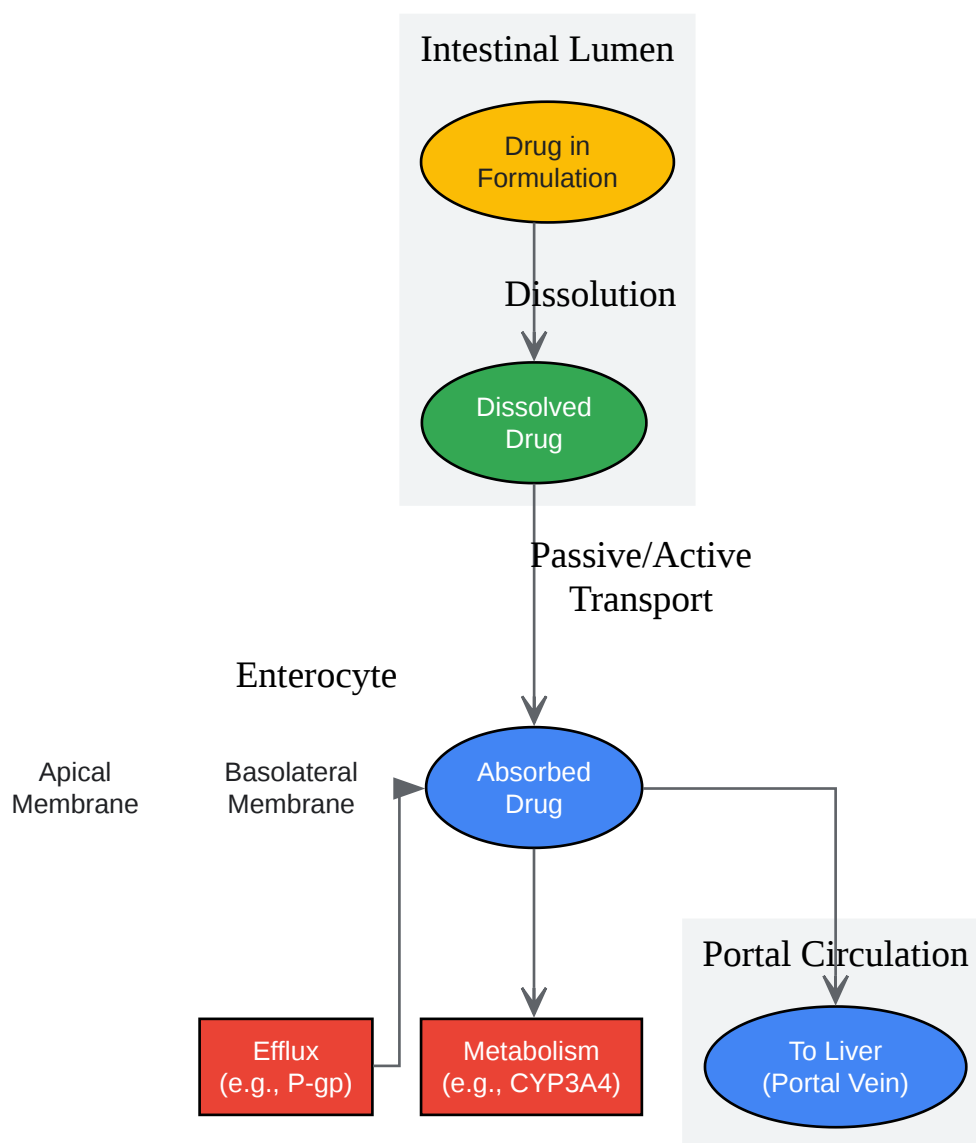 Intestinal Lumen
Drug in
Formulation
Dissolution
Dissolved
Drug
Passive/Active
Transport
Enterocyte
Apical
Membrane
Basolateral
Membrane
Absorbed
Drug
Portal Circulation
Efflux
(e.g., P-gp)
Metabolism
(e.g., CYP3A4)
To Liver
(Portal Vein)